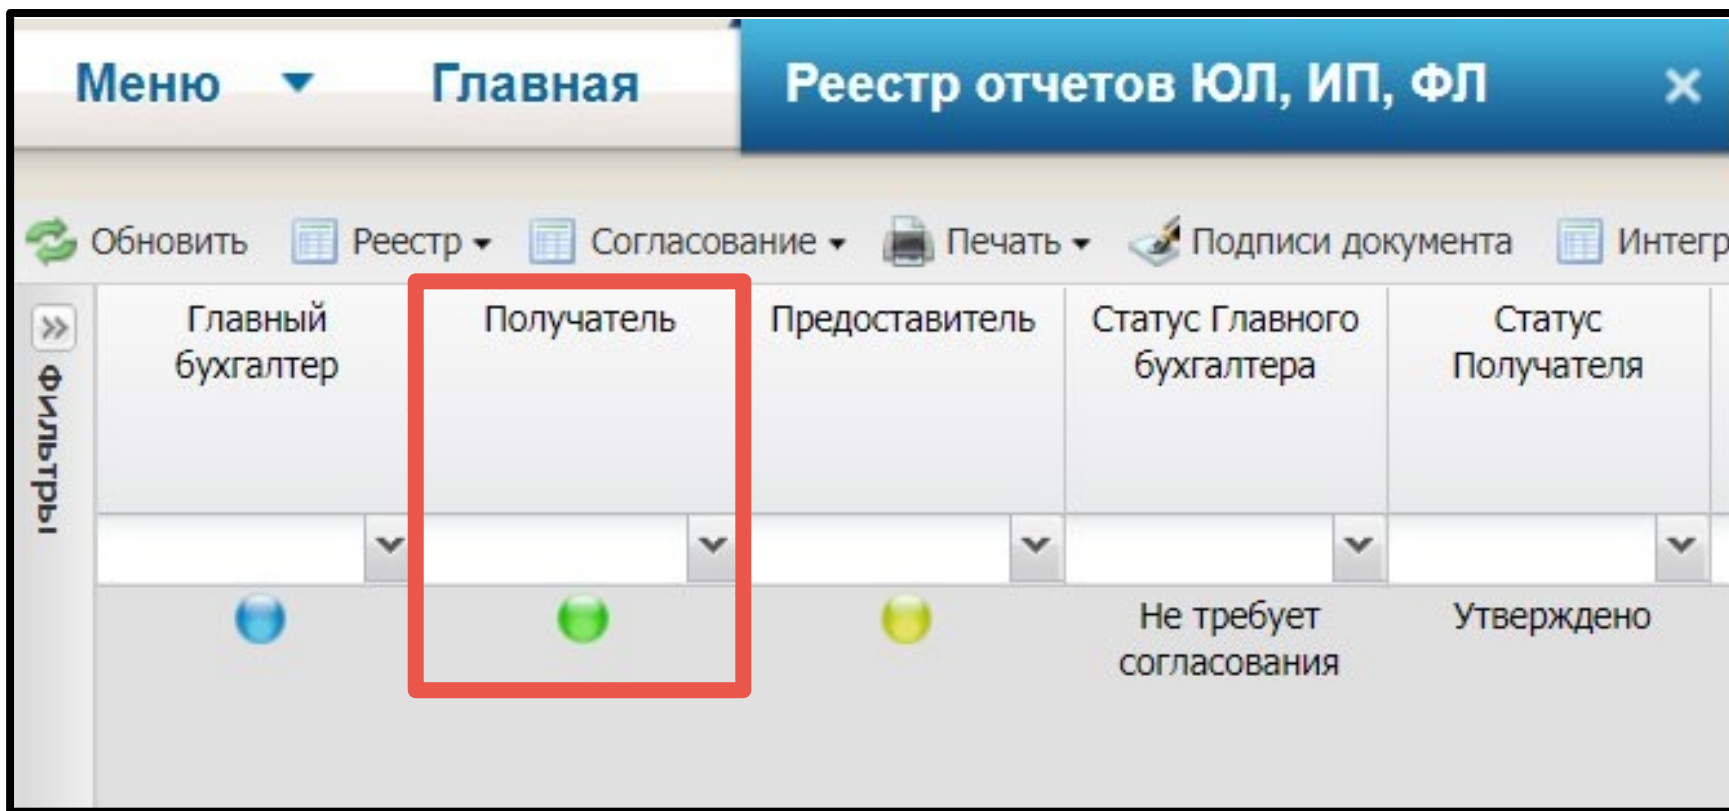 Меню Главная Реестр отчетов ЮЛ, ИП, ФЛ
Обновить Реестр Согласование Печать Подписи документа Интегр
Фильтры
Главный
бухгалтер
Получатель
Предоставитель
Статус Главного
бухгалтера
Статус
Получателя
Не требует
согласования
Утверждено